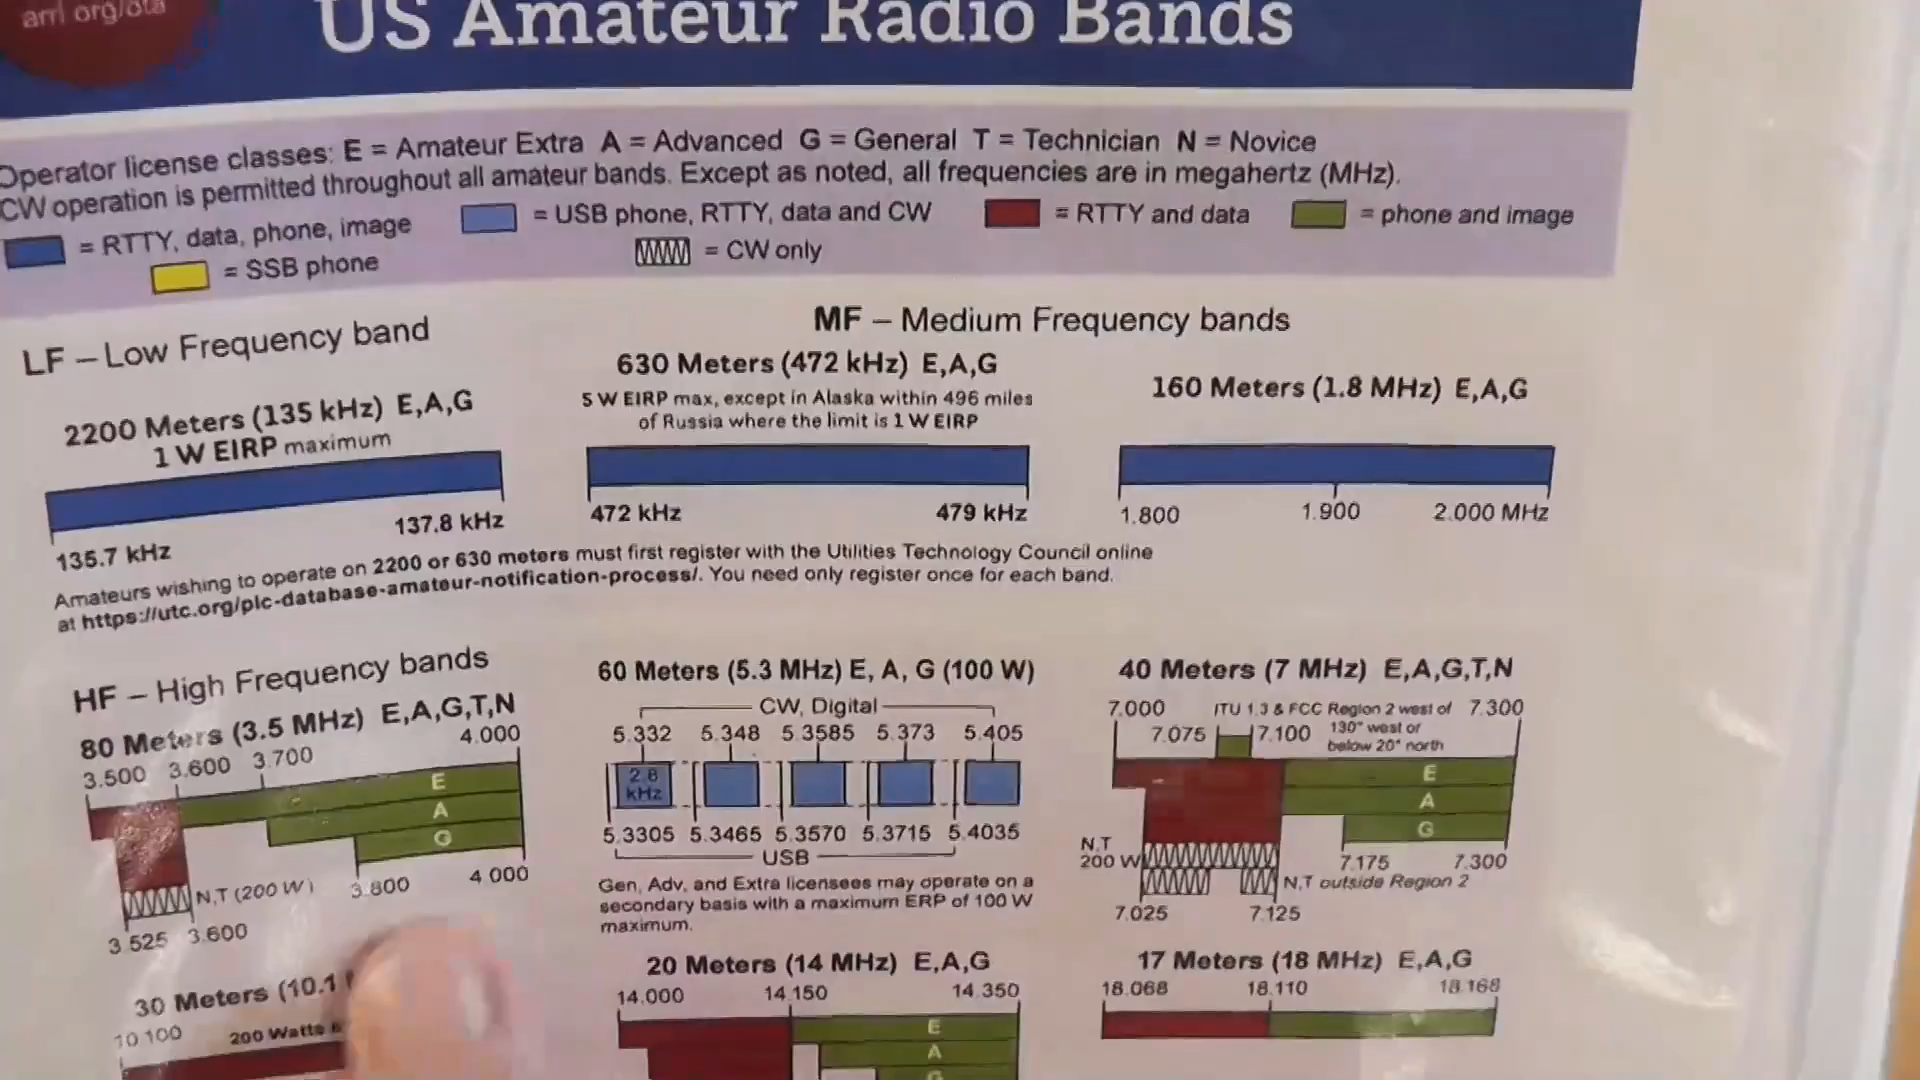 arrl org/ota
US Amateur Radio Bands
Operator license classes: E = Amateur Extra A = Advanced G = General T = Technician N = Novice
CW operation is permitted throughout all amateur bands. Except as noted, all frequencies are in megahertz (MHz).
= RTTY, data, phone, image
= USB phone, RTTY, data and CW
= RTTY and data
= phone and image
= SSB phone
= CW only
LF – Low Frequency band
MF – Medium Frequency bands
2200 Meters (135 kHz) E,A,G
1 W EIRP maximum
135.7 kHz
137.8 kHz
630 Meters (472 kHz) E,A,G
5 W EIRP max, except in Alaska within 496 miles
of Russia where the limit is 1 W EIRP
472 kHz
479 kHz
160 Meters (1.8 MHz) E,A,G
1.800
1.900
2.000 MHz
Amateurs wishing to operate on 2200 or 630 meters must first register with the Utilities Technology Council online
at https://utc.org/plc-database-amateur-notification-process/. You need only register once for each band.
HF – High Frequency bands
80 Meters (3.5 MHz) E,A,G,T,N
3.500 3.600 3.700 4.000
E
A
G
N,T (200 W)
3.800 4.000
3.525 3.600
60 Meters (5.3 MHz) E, A, G (100 W)
CW, Digital
5.332 5.348 5.3585 5.373 5.405
2.8
kHz
5.3305 5.3465 5.3570 5.3715 5.4035
USB
Gen, Adv, and Extra licensees may operate on a
secondary basis with a maximum ERP of 100 W
maximum.
40 Meters (7 MHz) E,A,G,T,N
7.000 ITU 1,3 & FCC Region 2 west of 7.300
7.075 7.100 130° west or
below 20° north
E
A
G
N,T
200 W
7.175 7.300
N,T outside Region 2
7.025 7.125
30 Meters (10.1
10.100 200 Watts
20 Meters (14 MHz) E,A,G
14.000 14.150 14.350
E
A
G
17 Meters (18 MHz) E,A,G
18.068 18.110 18.168